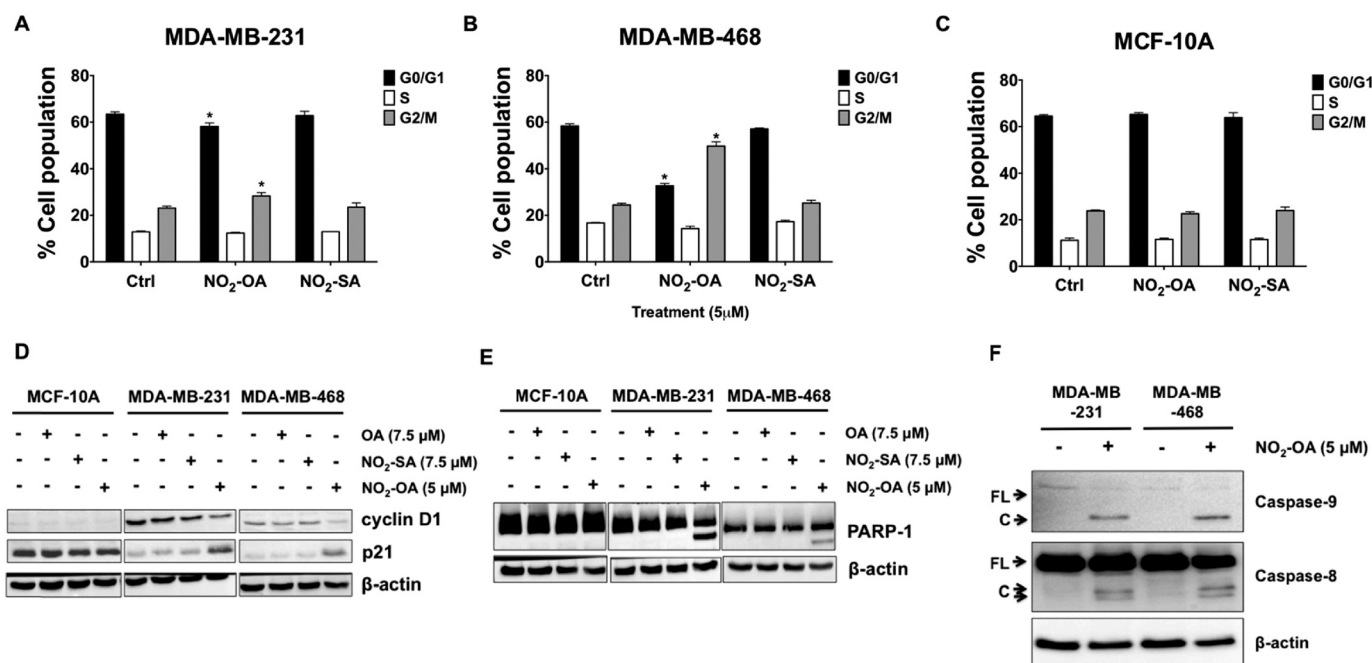 A
MDA-MB-231
% Cell population
80
60
40
20
0
* *
Ctrl NO₂-OA NO₂-SA
G0/G1
S
G2/M
B
MDA-MB-468
% Cell population
80
60
40
20
0
* *
Ctrl NO₂-OA NO₂-SA
Treatment (5μM)
G0/G1
S
G2/M
C
MCF-10A
% Cell population
80
60
40
20
0
Ctrl NO₂-OA NO₂-SA
G0/G1
S
G2/M
D
MCF-10A MDA-MB-231 MDA-MB-468
- + - - - + - - - + - - OA (7.5 μM)
- - + - - - + - - - + - NO₂-SA (7.5 μM)
- - - + - - - + - - - + NO₂-OA (5 μM)
cyclin D1
p21
β-actin
E
MCF-10A MDA-MB-231 MDA-MB-468
- + - - - + - - - + - - OA (7.5 μM)
- - + - - - + - - - + - NO₂-SA (7.5 μM)
- - - + - - - + - - - + NO₂-OA (5 μM)
PARP-1
β-actin
F
MDA-MB MDA-MB
-231 -468
- + - + NO₂-OA (5 μM)
FL
Caspase-9
C
FL
Caspase-8
C
β-actin